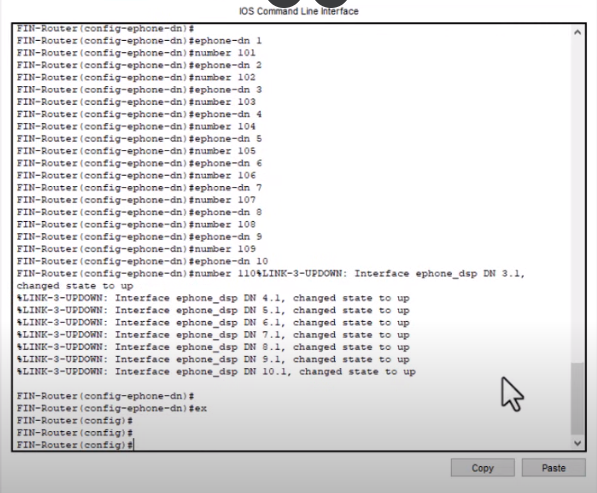 IOS Command Line Interface
FIN-Router(config-ephone-dn)#
FIN-Router(config-ephone-dn)#ephone-dn 1
FIN-Router(config-ephone-dn)#number 101
FIN-Router(config-ephone-dn)#ephone-dn 2
FIN-Router(config-ephone-dn)#number 102
FIN-Router(config-ephone-dn)#ephone-dn 3
FIN-Router(config-ephone-dn)#number 103
FIN-Router(config-ephone-dn)#ephone-dn 4
FIN-Router(config-ephone-dn)#number 104
FIN-Router(config-ephone-dn)#ephone-dn 5
FIN-Router(config-ephone-dn)#number 105
FIN-Router(config-ephone-dn)#ephone-dn 6
FIN-Router(config-ephone-dn)#number 106
FIN-Router(config-ephone-dn)#ephone-dn 7
FIN-Router(config-ephone-dn)#number 107
FIN-Router(config-ephone-dn)#ephone-dn 8
FIN-Router(config-ephone-dn)#number 108
FIN-Router(config-ephone-dn)#ephone-dn 9
FIN-Router(config-ephone-dn)#number 109
FIN-Router(config-ephone-dn)#ephone-dn 10
FIN-Router(config-ephone-dn)#number 110%LINK-3-UPDOWN: Interface ephone_dsp DN 3.1,
changed state to up
%LINK-3-UPDOWN: Interface ephone_dsp DN 4.1, changed state to up
%LINK-3-UPDOWN: Interface ephone_dsp DN 5.1, changed state to up
%LINK-3-UPDOWN: Interface ephone_dsp DN 6.1, changed state to up
%LINK-3-UPDOWN: Interface ephone_dsp DN 7.1, changed state to up
%LINK-3-UPDOWN: Interface ephone_dsp DN 8.1, changed state to up
%LINK-3-UPDOWN: Interface ephone_dsp DN 9.1, changed state to up
%LINK-3-UPDOWN: Interface ephone_dsp DN 10.1, changed state to up
FIN-Router(config-ephone-dn)#
FIN-Router(config-ephone-dn)#ex
FIN-Router(config)#
FIN-Router(config)#
FIN-Router(config)#
Copy Paste